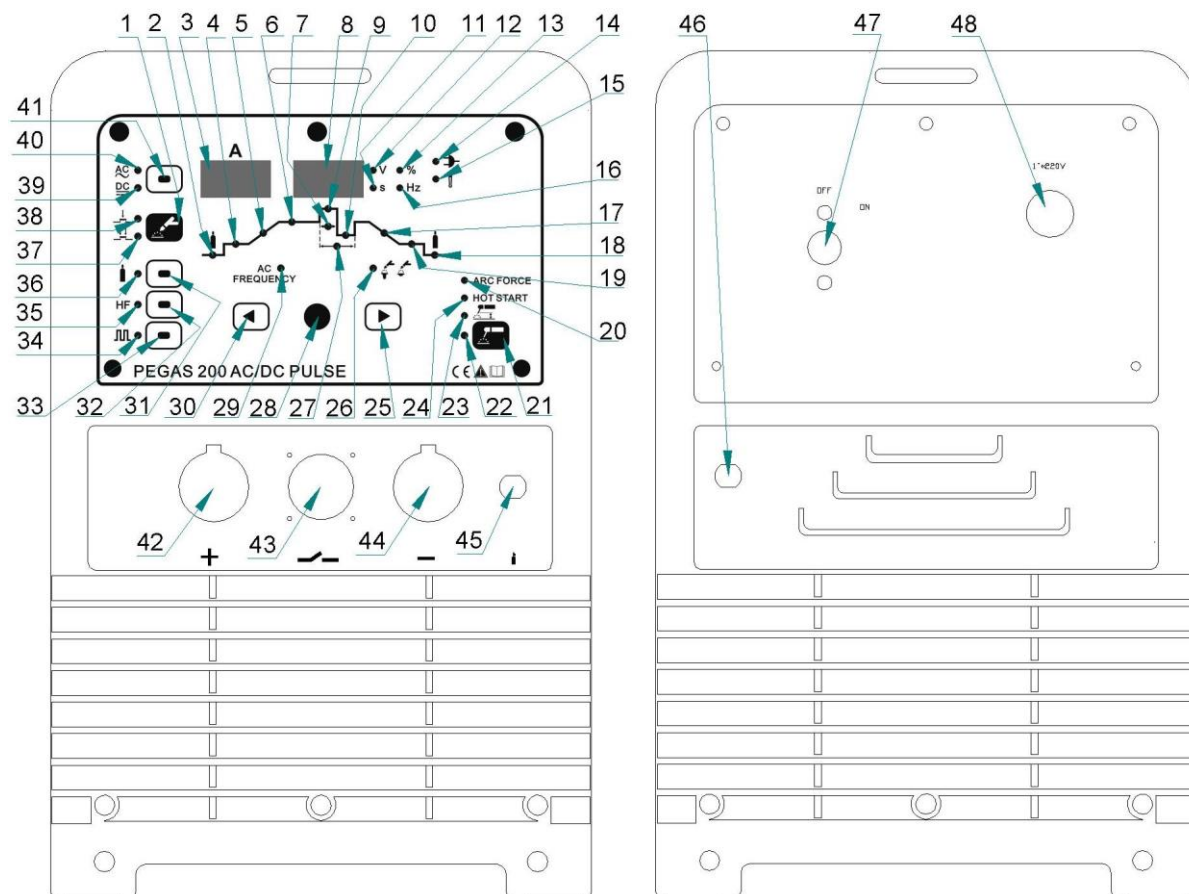 1 2 3 4 5 6 7 8 9 10 11 12 13 14
15
16
17
18
19
20
41
40
39
38
37
36
35
34
33 32 31 30 29 28 27 26 25 24 23 22 21
A
AC
DC
V %
s Hz
AC
FREQUENCY
HF
ARC FORCE
HOT START
PEGAS 200 AC/DC PULSE CE
42 43 44 45
+ −
46 47 48
OFF
ON
1~220V